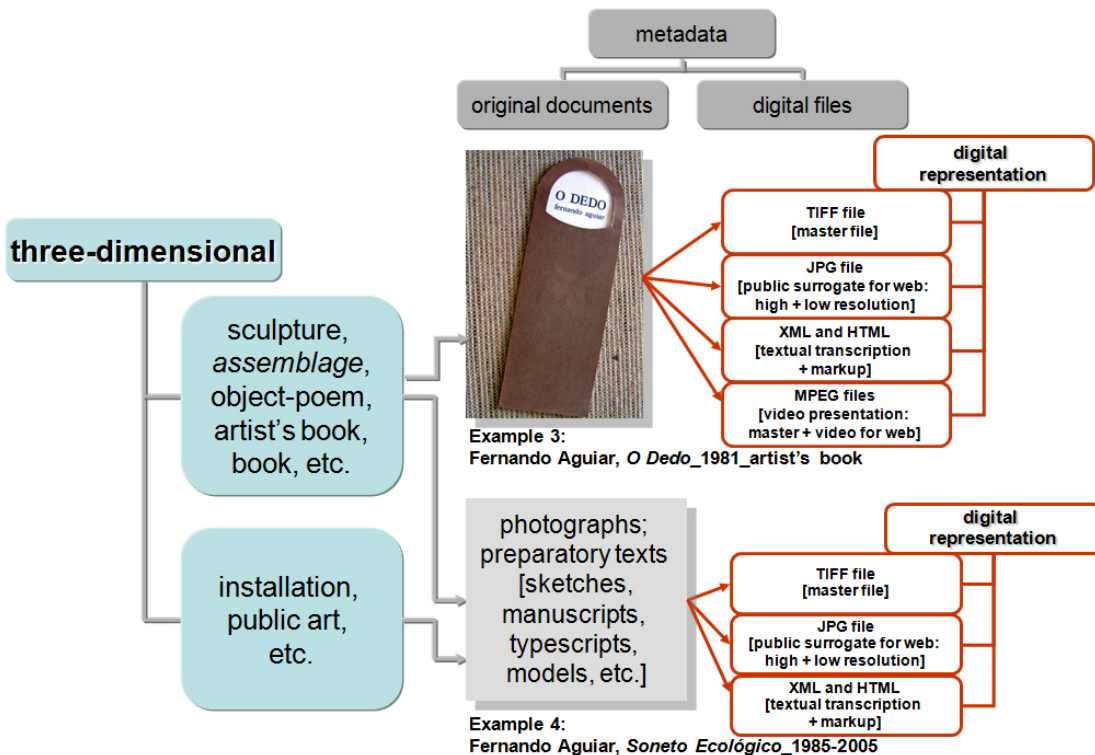 metadata
original documents
digital files
three-dimensional
sculpture,
assemblage,
object-poem,
artist's book,
book, etc.
installation,
public art,
etc.
O DEDO
fernando aguiar
Example 3:
Fernando Aguiar, O Dedo_1981_artist's book
digital
representation
TIFF file
[master file]
JPG file
[public surrogate for web:
high + low resolution]
XML and HTML
[textual transcription
+ markup]
MPEG files
[video presentation:
master + video for web]
photographs;
preparatory texts
[sketches,
manuscripts,
typescripts,
models, etc.]
Example 4:
Fernando Aguiar, Soneto Ecológico_1985-2005
digital
representation
TIFF file
[master file]
JPG file
[public surrogate for web:
high + low resolution]
XML and HTML
[textual transcription
+ markup]